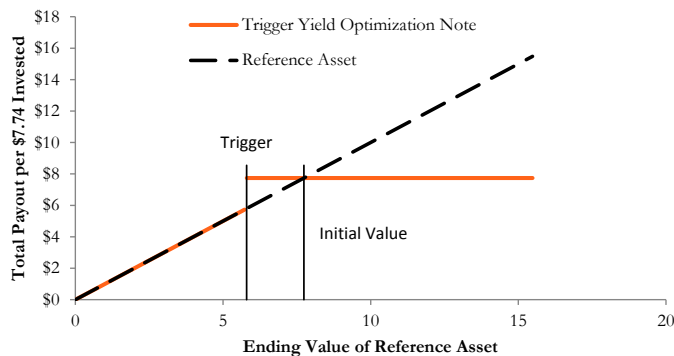 $18
$16
$14
$12
$10
$8
$6
$4
$2
$0
Total Payout per $7.74 Invested
Trigger Yield Optimization Note
Reference Asset
Trigger
Initial Value
0 5 10 15 20
Ending Value of Reference Asset